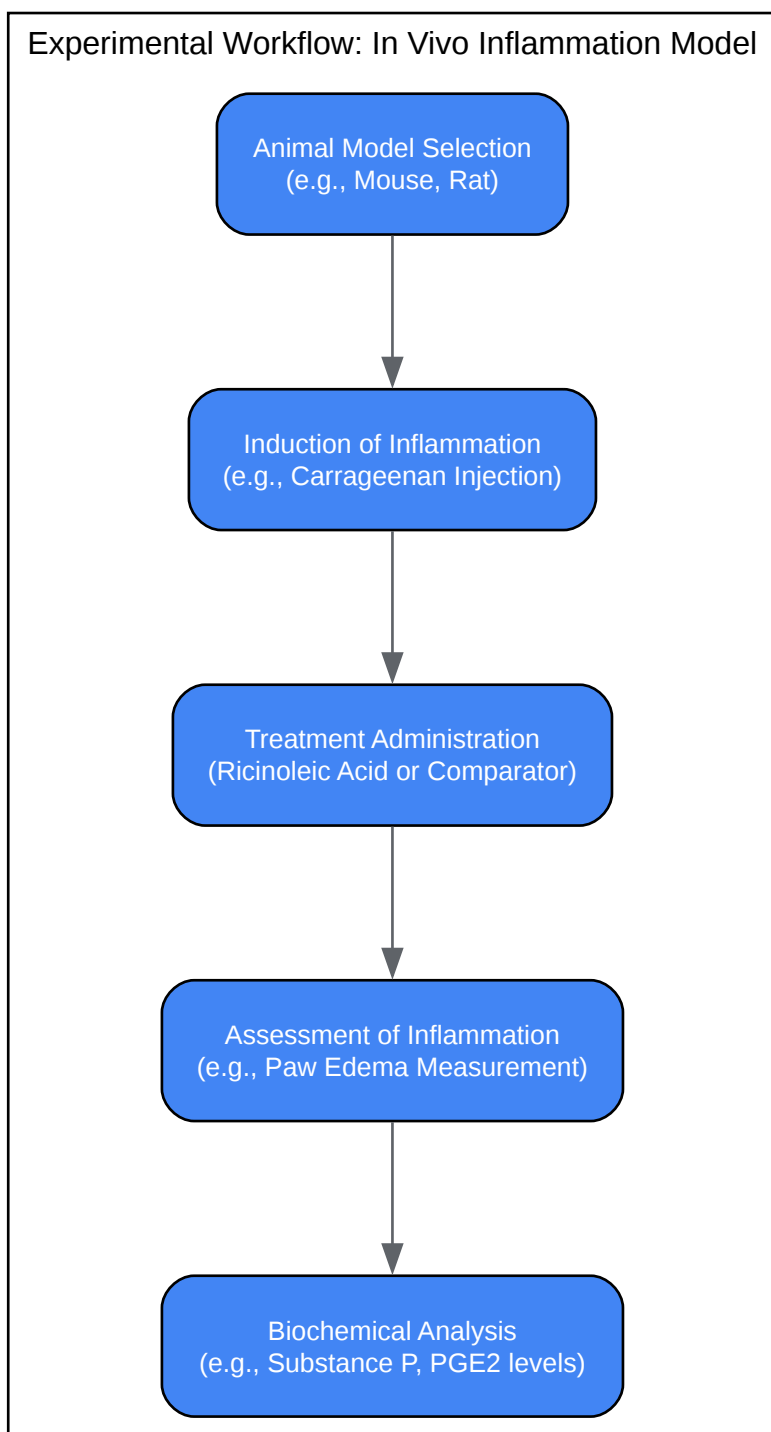 Experimental Workflow: In Vivo Inflammation Model
Animal Model Selection
(e.g., Mouse, Rat)
Induction of Inflammation
(e.g., Carrageenan Injection)
Treatment Administration
(Ricinoleic Acid or Comparator)
Assessment of Inflammation
(e.g., Paw Edema Measurement)
Biochemical Analysis
(e.g., Substance P, PGE2 levels)